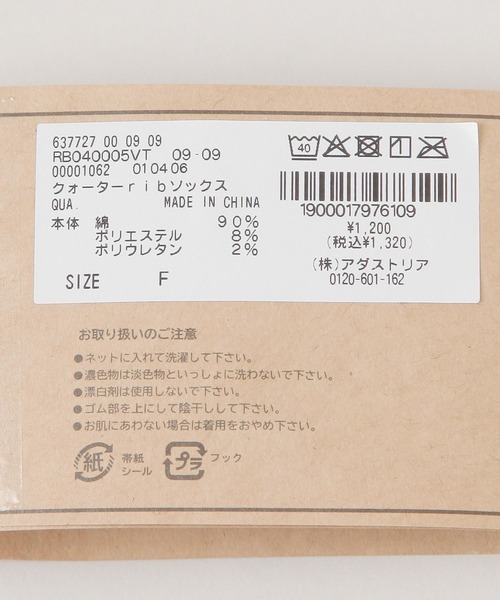 637727 00 09 09
RB040005VT 09-09
00001062 010406
クォーターribソックス
QUA. MADE IN CHINA
本体 綿 90%
ポリエステル 8%
ポリウレタン 2%
SIZE F
40
1900017976109
¥1,200
(税込¥1,320)
(株)アダストリア
0120-601-162
お取り扱いのご注意
●ネットに入れて洗濯して下さい。
●濃色物は淡色物といっしょに洗わないで下さい。
●漂白剤は使用しないで下さい。
●ゴム部を上にして陰干しして下さい。
●お肌にあわない場合は着用をおやめ下さい。
紙 帯紙 シール
プラ フック